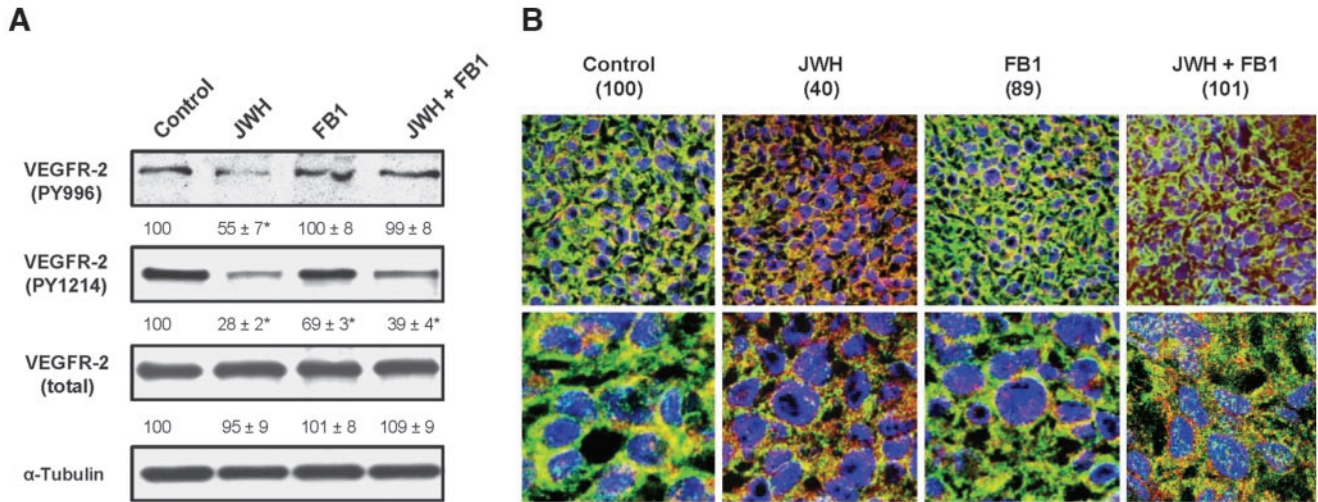 A
Control JWH FB1 JWH + FB1
VEGFR-2
(PY996)
100 55 ± 7* 100 ± 8 99 ± 8
VEGFR-2
(PY1214)
100 28 ± 2* 69 ± 3* 39 ± 4*
VEGFR-2
(total)
100 95 ± 9 101 ± 8 109 ± 9
α-Tubulin
B
Control JWH FB1 JWH + FB1
(100) (40) (89) (101)